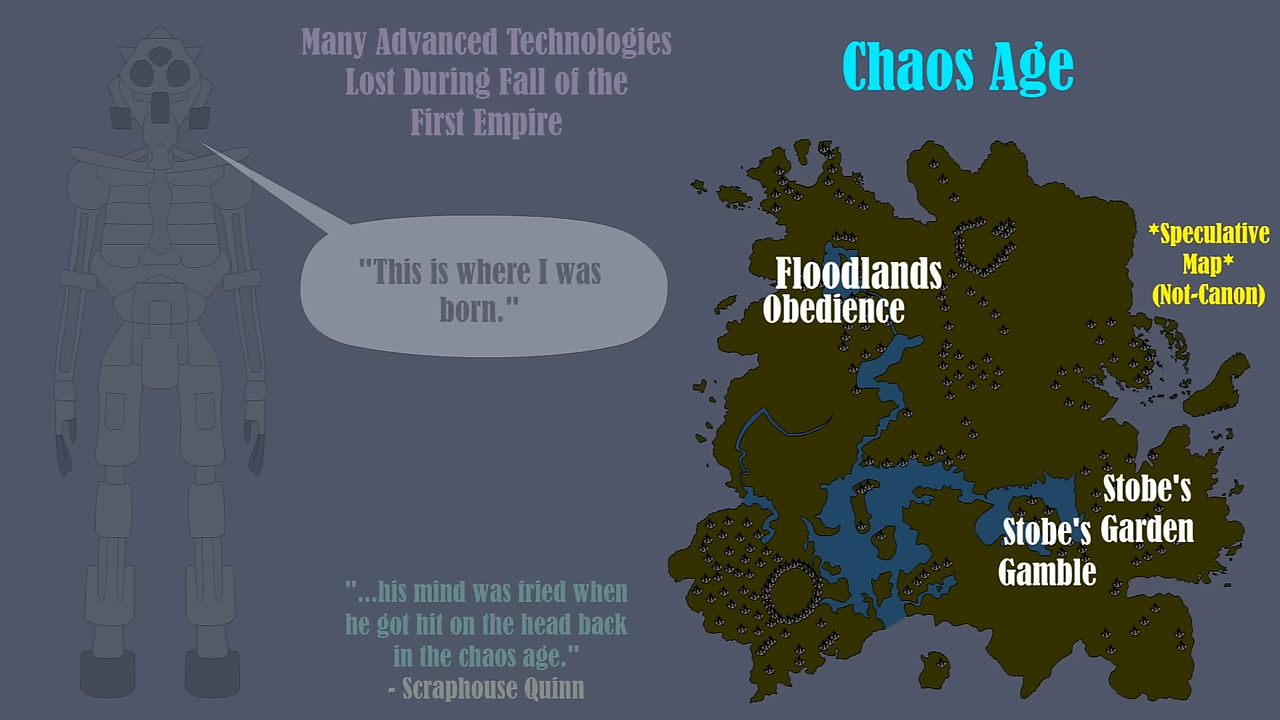 Many Advanced Technologies
Lost During Fall of the
First Empire
Chaos Age
"This is where I was
born."
*Speculative
Map*
(Not-Canon)
Floodlands
Obedience
Stobe's
Garden
Stobe's
Gamble
"...his mind was fried when
he got hit on the head back
in the chaos age."
- Scraphouse Quinn